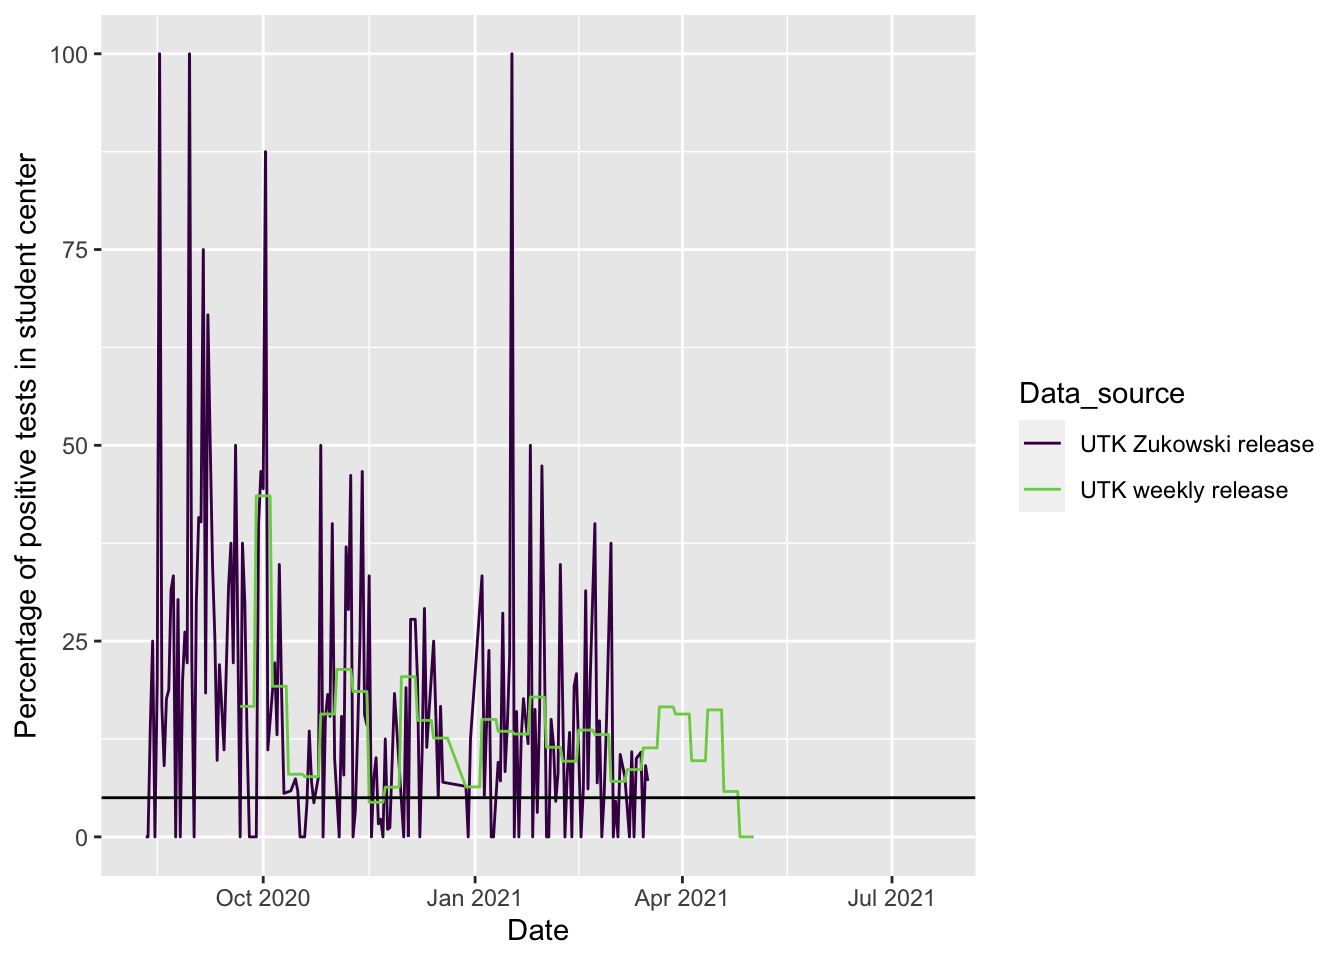 Percentage of positive tests in student center
100
75
50
25
0
Oct 2020
Jan 2021
Apr 2021
Jul 2021
Date
Data_source
UTK Zukowski release
UTK weekly release